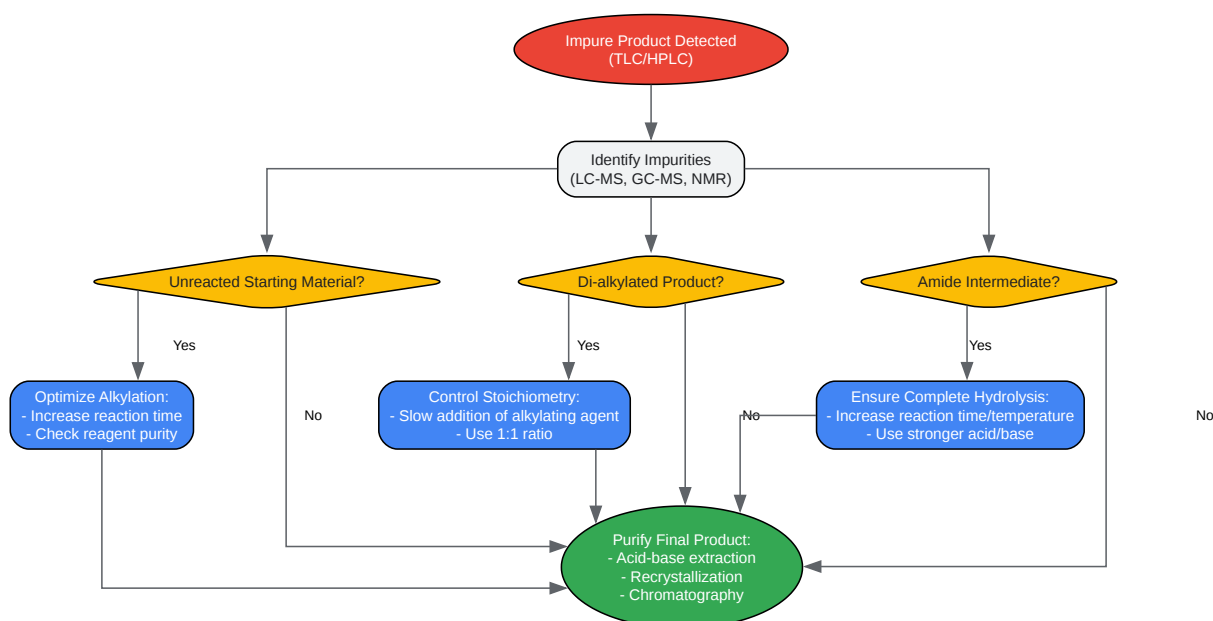 Impure Product Detected
(TLC/HPLC)
Identify Impurities
(LC-MS, GC-MS, NMR)
Unreacted Starting Material?
Di-alkylated Product?
Amide Intermediate?
Yes
Yes
Yes
Optimize Alkylation:
- Increase reaction time
- Check reagent purity
No
Control Stoichiometry:
- Slow addition of alkylating agent
- Use 1:1 ratio
No
Ensure Complete Hydrolysis:
- Increase reaction time/temperature
- Use stronger acid/base
No
Purify Final Product:
- Acid-base extraction
- Recrystallization
- Chromatography